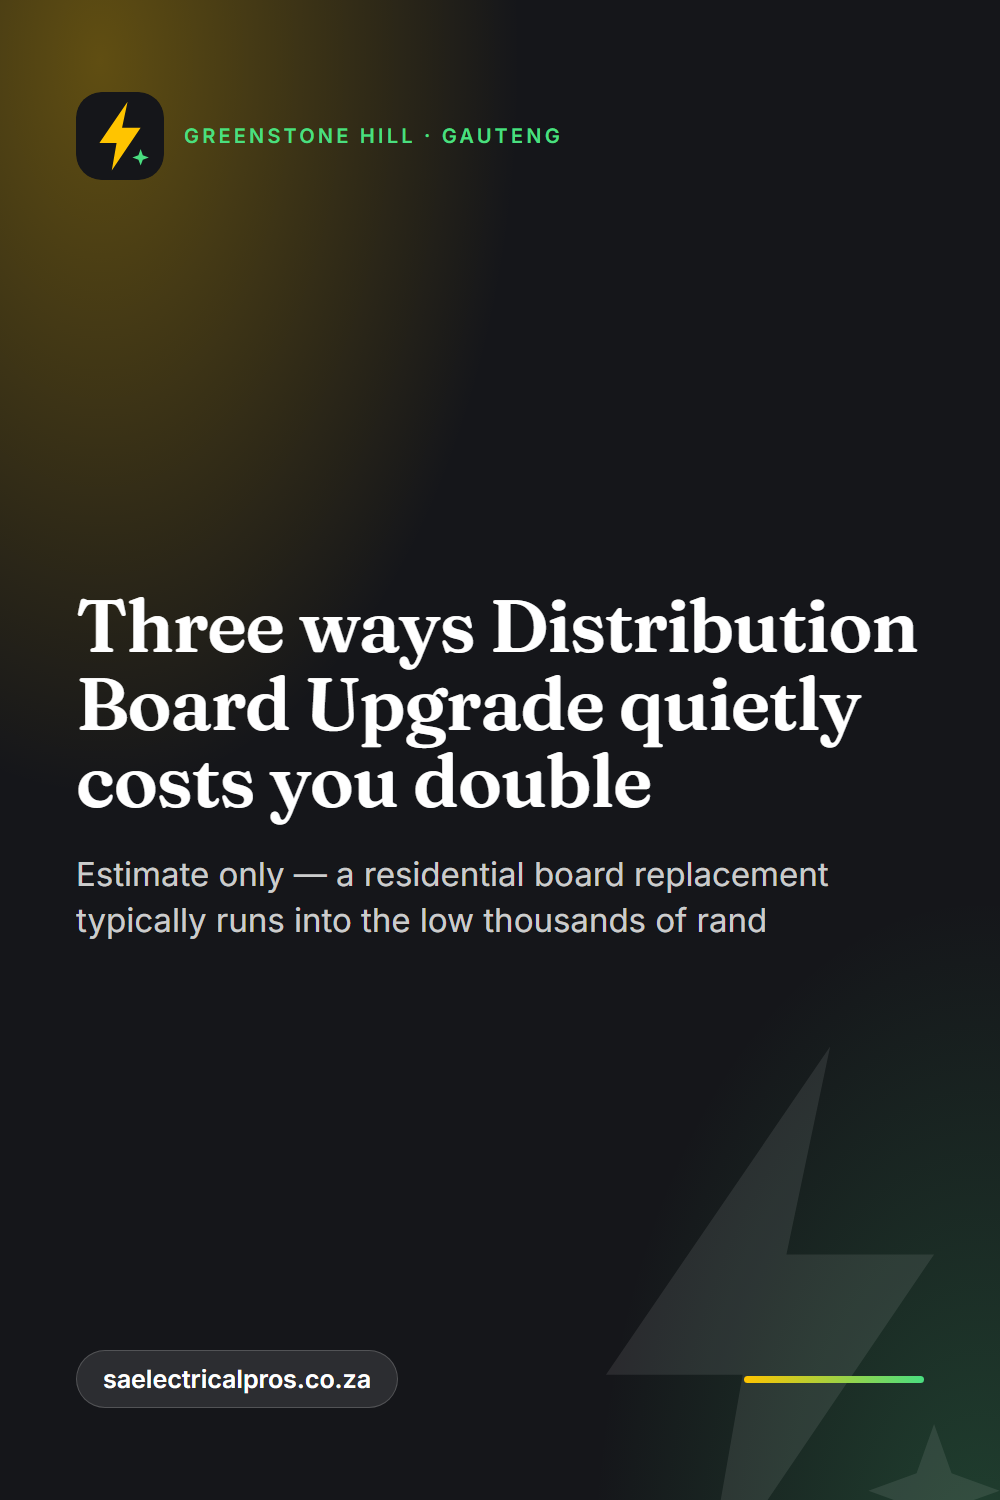 GREENSTONE HILL · GAUTENG
Three ways Distribution
Board Upgrade quietly
costs you double
Estimate only — a residential board replacement
typically runs into the low thousands of rand
saelectricalpros.co.za